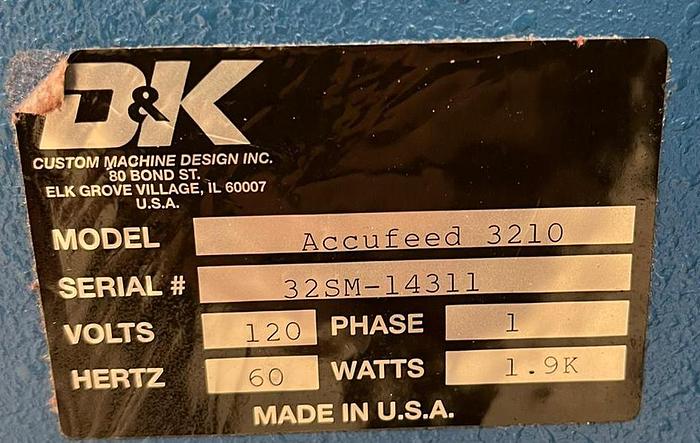 D&K
CUSTOM MACHINE DESIGN INC.
80 BOND ST.
ELK GROVE VILLAGE, IL 60007
U.S.A.
MODEL Accufeed 3210
SERIAL # 32SM-14311
VOLTS 120 PHASE 1
HERTZ 60 WATTS 1.9K
MADE IN U.S.A.